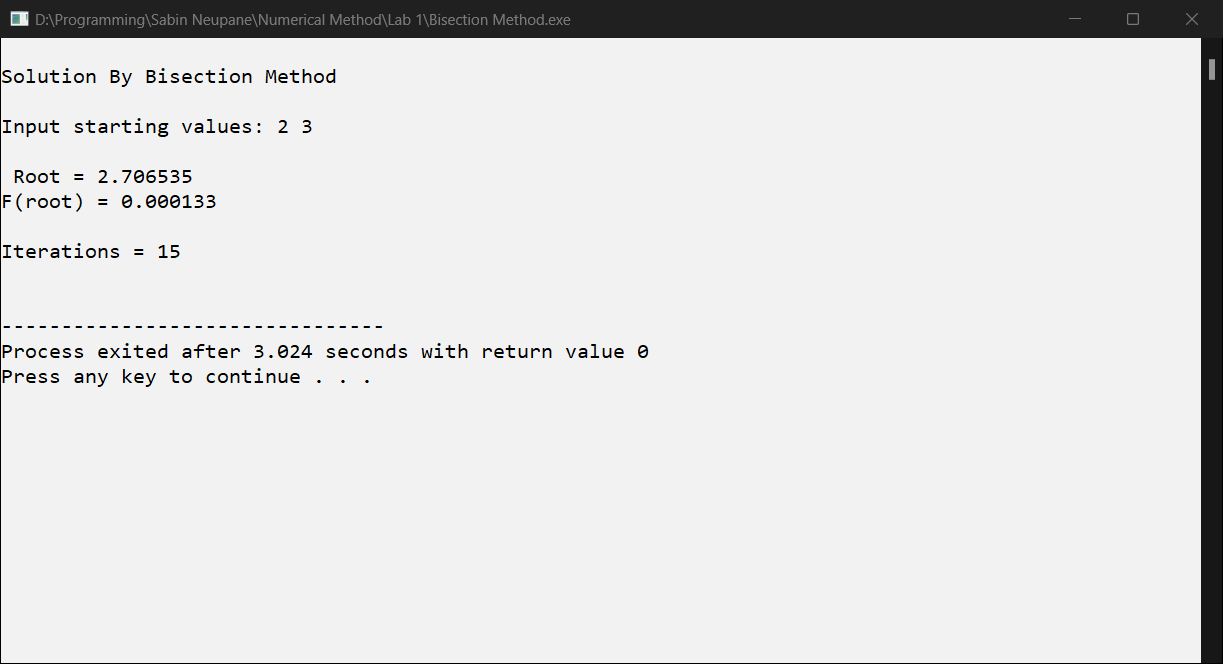 D:\Programming\Sabin Neupane\Numerical Method\Lab 1\Bisection Method.exe
Solution By Bisection Method
Input starting values: 2 3
Root = 2.706535
F(root) = 0.000133
Iterations = 15
--------------------------------
Process exited after 3.024 seconds with return value 0
Press any key to continue . . .